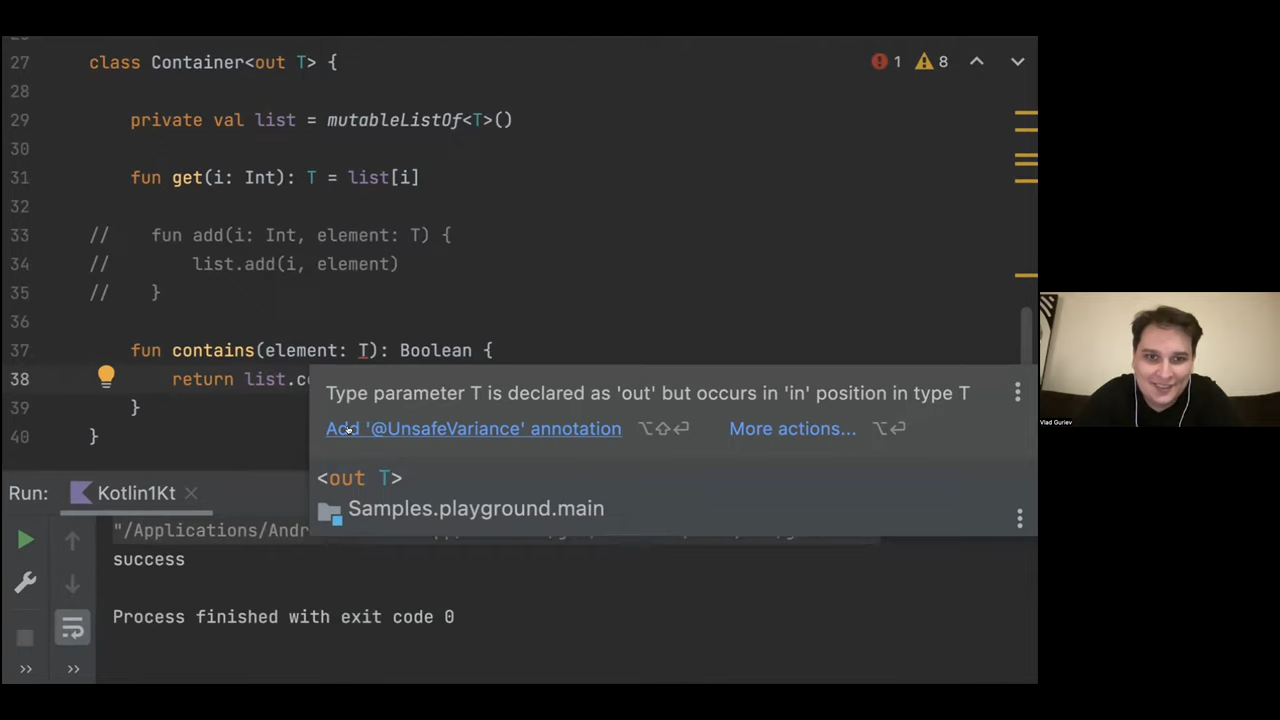 27 class Container<out T> {
1 8
28
29 private val list = mutableListOf<T>()
30
31 fun get(i: Int): T = list[i]
32
33 // fun add(i: Int, element: T) {
34 // list.add(i, element)
35 // }
36
37 fun contains(element: T): Boolean {
38 return list.co
Type parameter T is declared as 'out' but occurs in 'in' position in type T
39 }
Add '@UnsafeVariance' annotation ⌥⇧⏎ More actions... ⌥⏎
40 }
<out T>
Samples.playground.main
Run: Kotlin1Kt
"/Applications/Andr
success
Process finished with exit code 0
Vlad Guriev